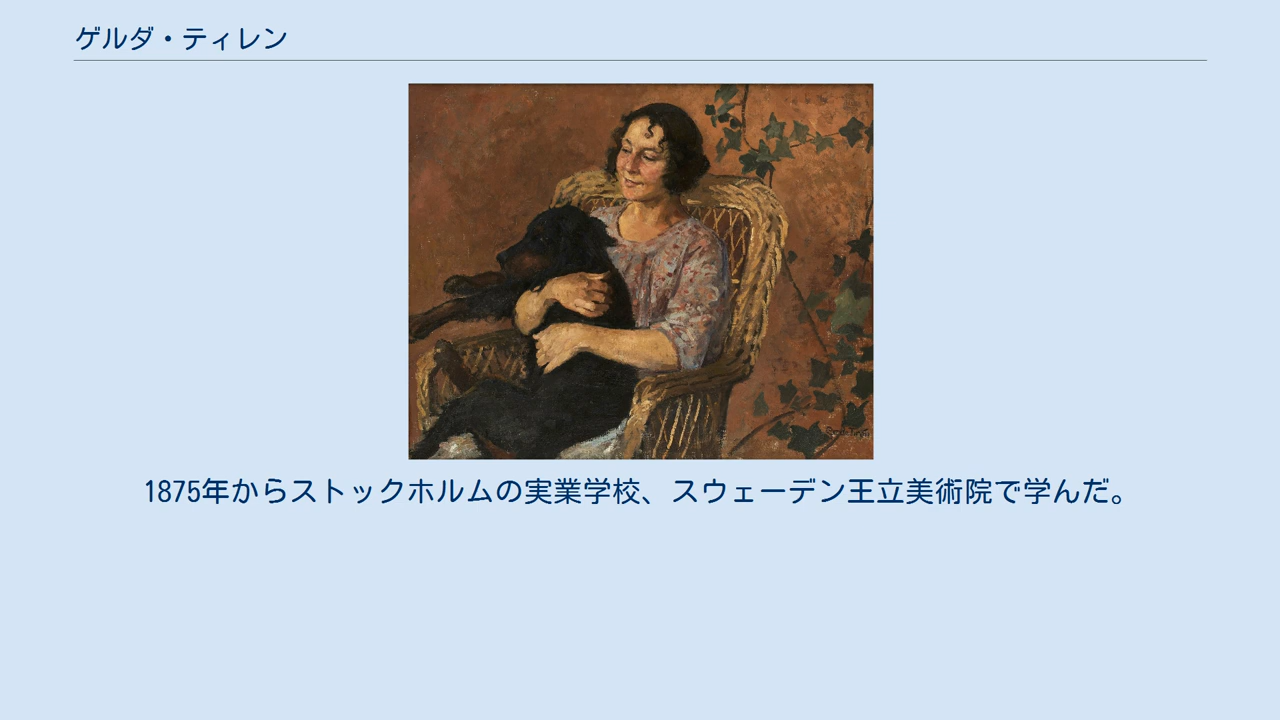 ゲルダ・ティレン
1875年からストックホルムの実業学校、スウェーデン王立美術院で学んだ。